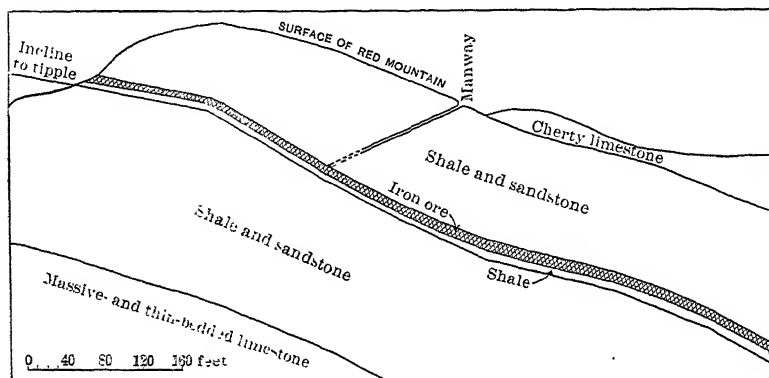 SURFACE OF RED MOUNTAIN
Manway
Incline
to tipple
Cherty limestone
Shale and sandstone
Iron ore
Shale and sandstone
Shale
Massive- and thin-bedded limestone
0 40 80 120 160 feet